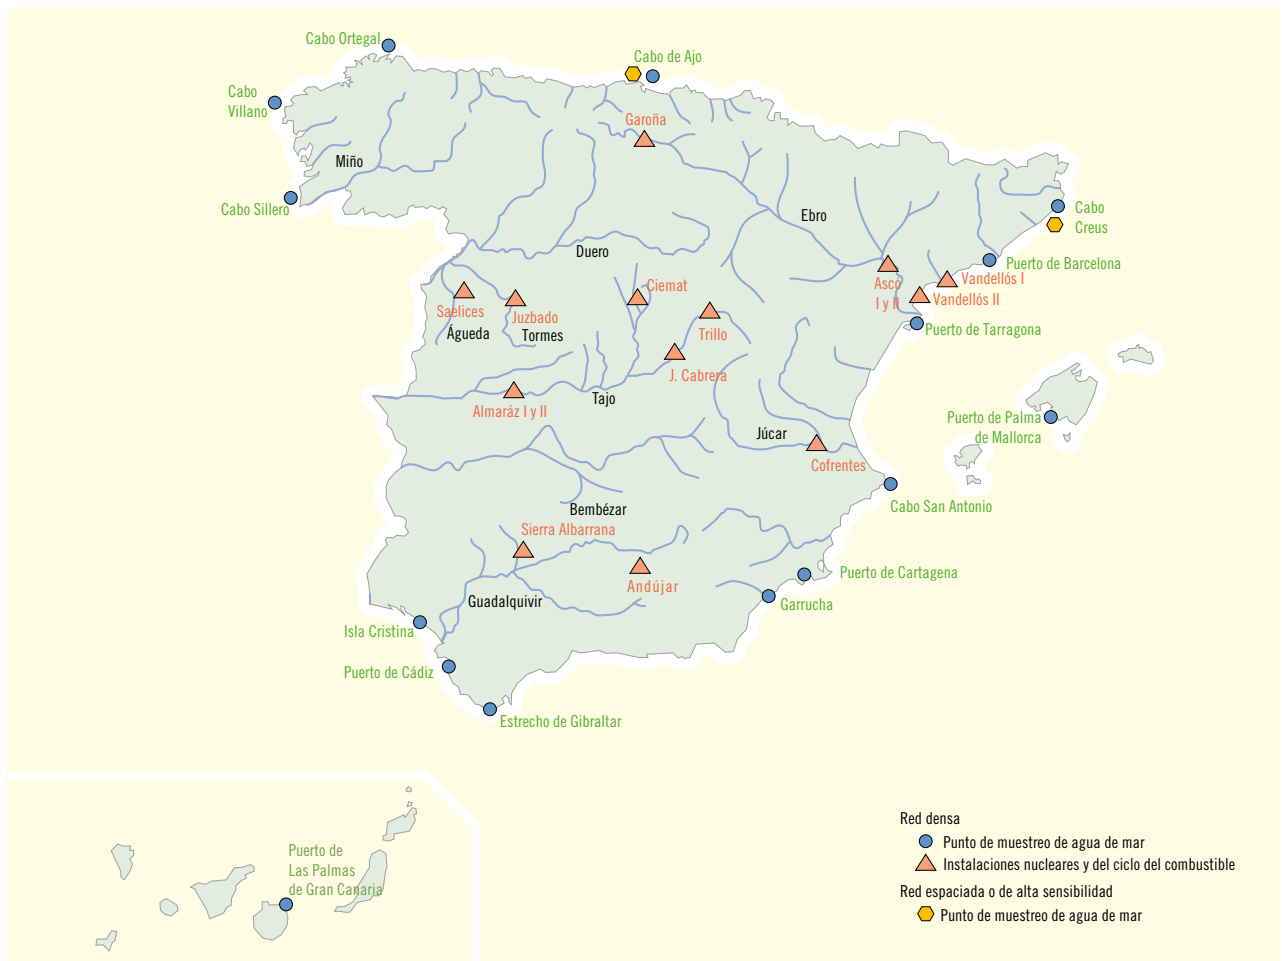 Cabo Ortegal
Cabo de Ajo
Cabo
Villano
Garoña
Miño
Cabo Sillero
Ebro
Cabo
Creus
Duero
Puerto de Barcelona
Ciemat
Asco
I y II
Vandellós I
Vandellós II
Saelices
Juzbado
Águeda
Tormes
Trillo
Puerto de Tarragona
J. Cabrera
Tajo
Almaráz I y II
Puerto de Palma
de Mallorca
Júcar
Cofrentes
Cabo San Antonio
Bembézar
Sierra Albarrana
Andújar
Puerto de Cartagena
Guadalquivir
Garrucha
Isla Cristina
Puerto de Cádiz
Estrecho de Gibraltar
Puerto de
Las Palmas
de Gran Canaria
Red densa
Punto de muestreo de agua de mar
Instalaciones nucleares y del ciclo del combustible
Red espaciada o de alta sensibilidad
Punto de muestreo de agua de mar